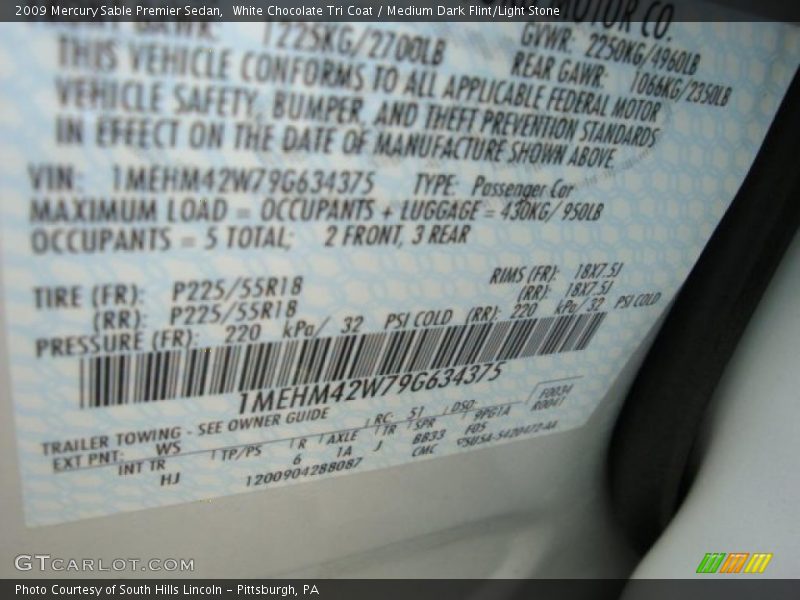 2009 Mercury Sable Premier Sedan, White Chocolate Tri Coat / Medium Dark Flint/Light Stone
MOTOR CO.
1225KG/2700LB GVWR: 2250KG/4960LB
REAR GAWR: 1066KG/2350LB
THIS VEHICLE CONFORMS TO ALL APPLICABLE FEDERAL MOTOR
VEHICLE SAFETY, BUMPER, AND THEFT PREVENTION STANDARDS
IN EFFECT ON THE DATE OF MANUFACTURE SHOWN ABOVE
VIN: 1MEHM42W79G634375 TYPE: Passenger Car
MAXIMUM LOAD = OCCUPANTS + LUGGAGE = 430KG/ 950LB
OCCUPANTS = 5 TOTAL; 2 FRONT, 3 REAR
TIRE (FR): P225/55R18 RIMS (FR): 18X7.5J
(RR): P225/55R18 (RR): 18X7.5J
PRESSURE (FR): 220 kPa/ 32 PSI COLD (RR): 220 kPa/ 32 PSI COLD
1MEHM42W79G634375
TRAILER TOWING - SEE OWNER GUIDE
EXT PNT: WS RC: 51 DSO: F0034
R0041
INT TR TP/PS R AXLE TR SPR 9PG1A
HJ 6 1A J BB33 F05
1200904288087 CMC
GTCARLOT.COM
Photo Courtesy of South Hills Lincoln - Pittsburgh, PA